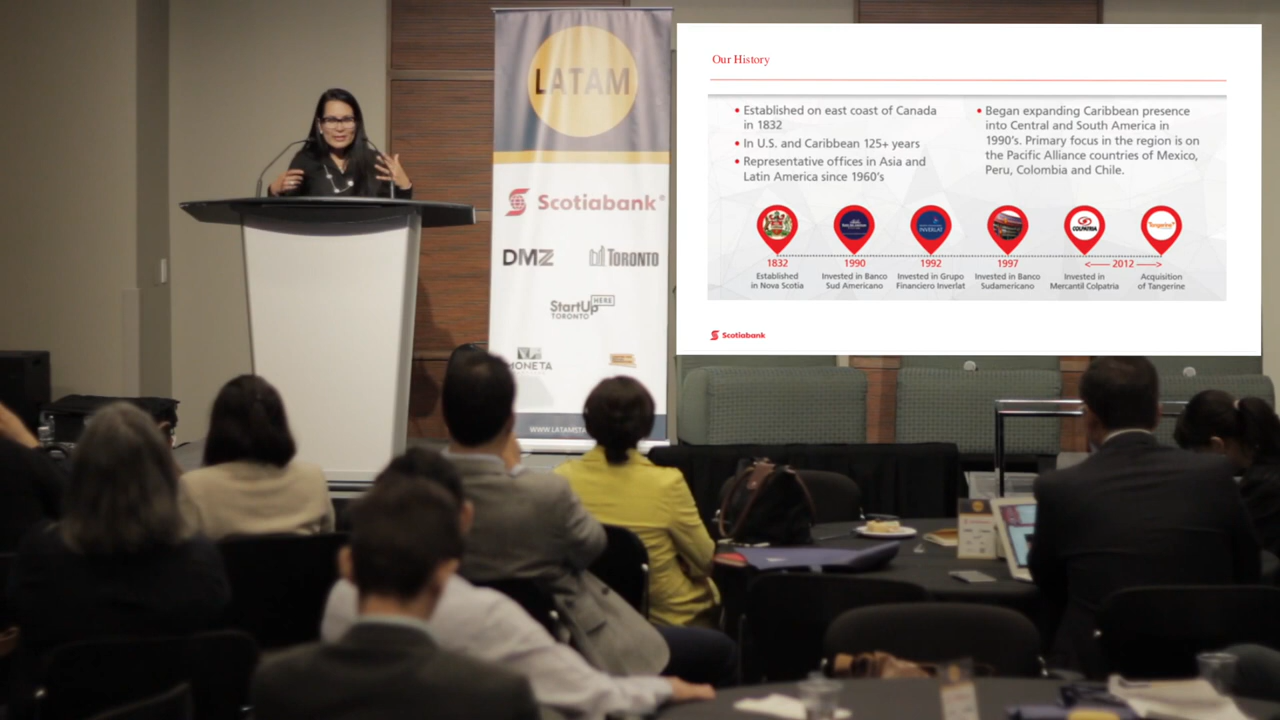 LATAM
Scotiabank
DMZ
TORONTO
StartUp HERE
TORONTO
MONETA
Our History
• Established on east coast of Canada
in 1832
• In U.S. and Caribbean 125+ years
• Representative offices in Asia and
Latin America since 1960's
• Began expanding Caribbean presence
into Central and South America in
1990's. Primary focus in the region is on
the Pacific Alliance countries of Mexico,
Peru, Colombia and Chile.
INVERLAT
COLPATRIA
Tangerine
1832 1990 1992 1997 <—— 2012 ——>
Established Invested in Banco Invested in Grupo Invested in Banco Invested in Acquisition
in Nova Scotia Sud Americano Financiero Inverlat Sudamericano Mercantil Colpatria of Tangerine
Scotiabank